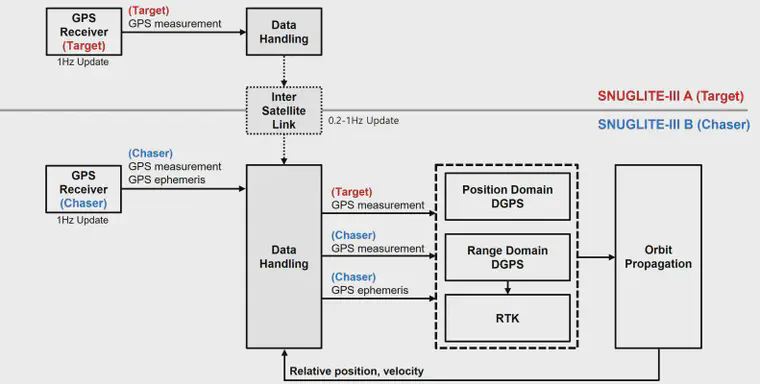 GPS
Receiver
(Target)
1Hz Update
(Target)
GPS measurement
Data
Handling
Inter
Satellite
Link
0.2-1Hz Update
SNUGLITE-III A (Target)
SNUGLITE-III B (Chaser)
GPS
Receiver
(Chaser)
1Hz Update
(Chaser)
GPS measurement
GPS ephemeris
Data
Handling
(Target)
GPS measurement
(Chaser)
GPS measurement
(Chaser)
GPS ephemeris
Position Domain
DGPS
Range Domain
DGPS
RTK
Orbit
Propagation
Relative position, velocity